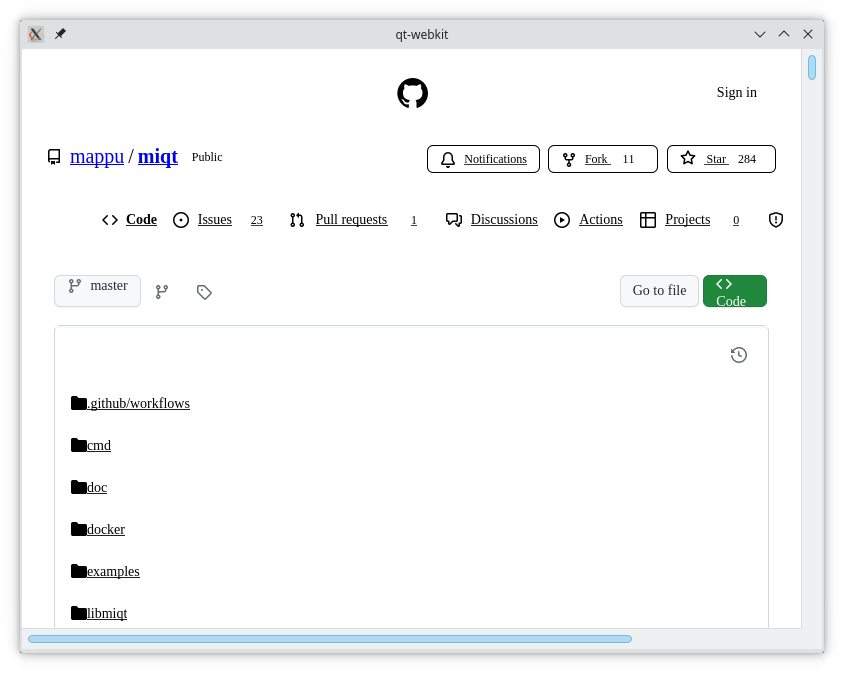 qt-webkit
Sign in
mappu / miqt Public
Notifications Fork 11 Star 284
Code Issues 23 Pull requests 1 Discussions Actions Projects 0
master
Go to file
Code
.github/workflows
cmd
doc
docker
examples
libmiqt